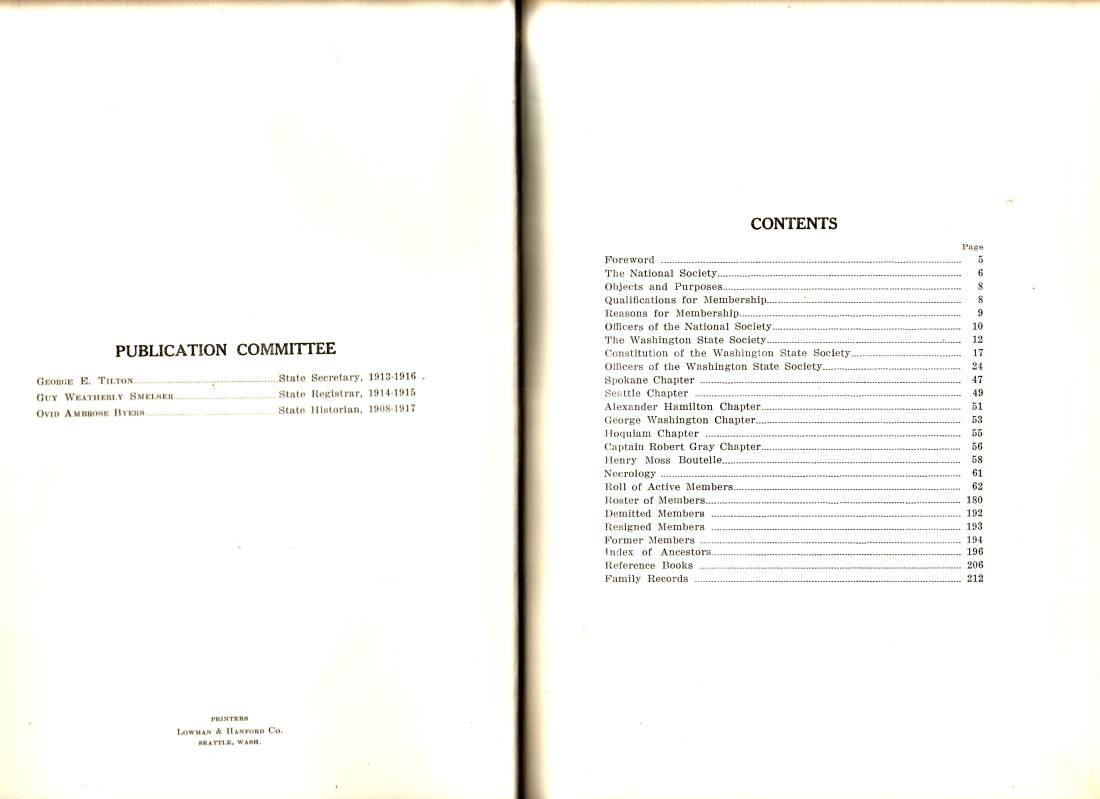 PUBLICATION COMMITTEE
GEORGE E. TILTON State Secretary, 1913-1916
GUY WEATHERLY SMELSER State Registrar, 1914-1915
OVID AMBROSE BYERS State Historian, 1908-1917
PRINTERS
LOWMAN & HANFORD CO.
SEATTLE, WASH.
CONTENTS
Page
Foreword 5
The National Society 6
Objects and Purposes 8
Qualifications for Membership 8
Reasons for Membership 9
Officers of the National Society 10
The Washington State Society 12
Constitution of the Washington State Society 17
Officers of the Washington State Society 24
Spokane Chapter 47
Seattle Chapter 49
Alexander Hamilton Chapter 51
George Washington Chapter 53
Hoquiam Chapter 55
Captain Robert Gray Chapter 56
Henry Moss Boutelle 58
Necrology 61
Roll of Active Members 62
Roster of Members 180
Demitted Members 192
Resigned Members 193
Former Members 194
Index of Ancestors 196
Reference Books 206
Family Records 212